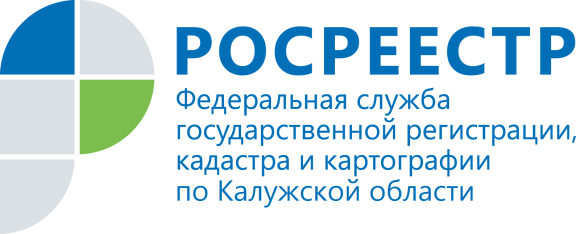 РОСРЕЕСТР
Федеральная служба
государственной регистрации,
кадастра и картографии
по Калужской области